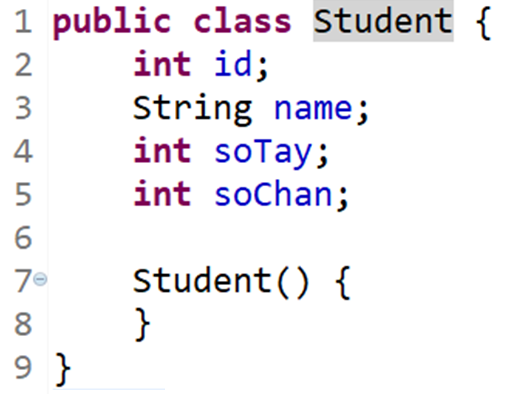 1 public class Student {
2     int id;
3     String name;
4     int soTay;
5     int soChan;
6
7     Student() {
8     }
9 }